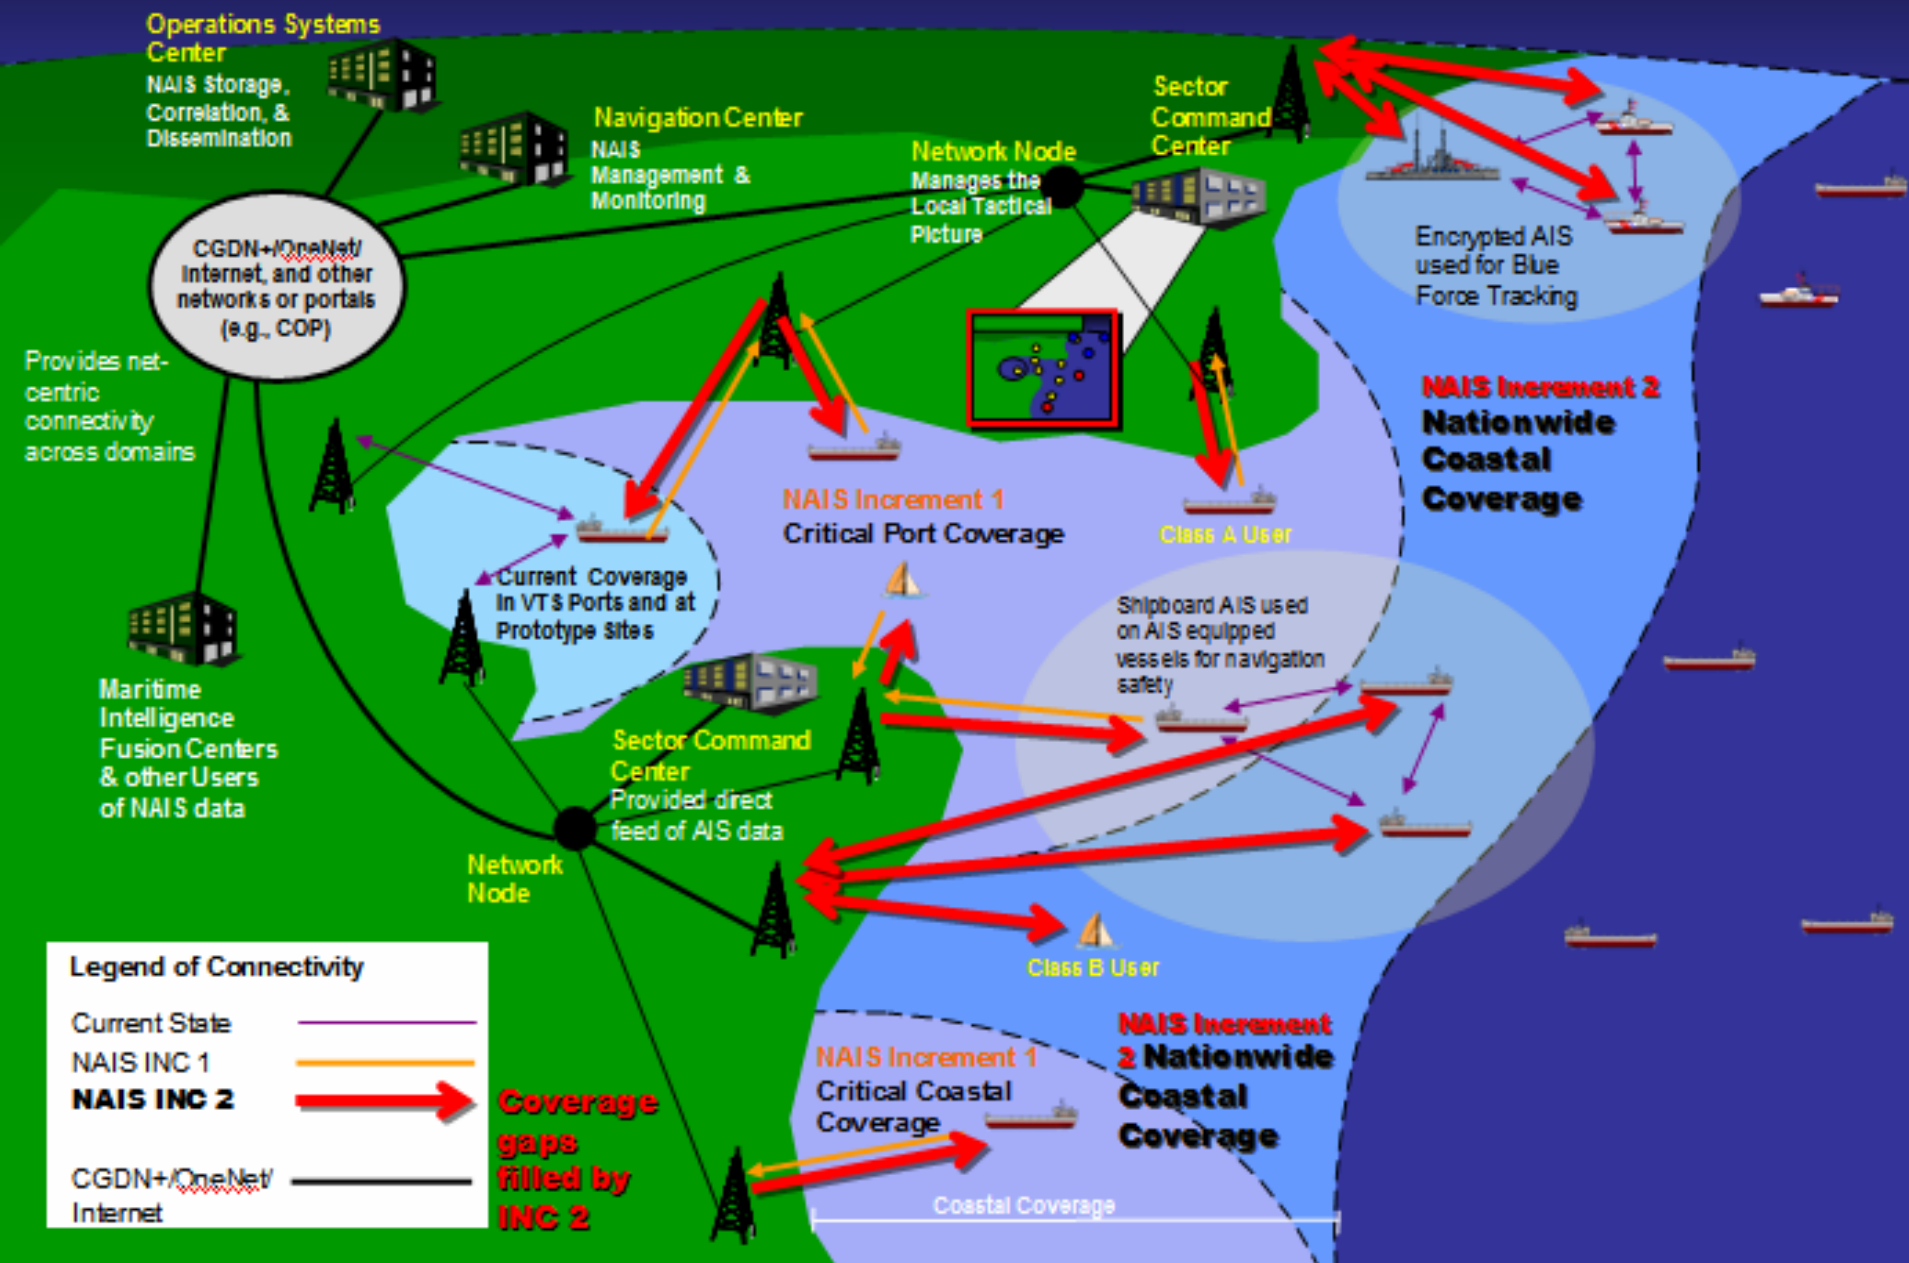 Operations Systems
Center
NAIS Storage,
Correlation, &
Dissemination
Navigation Center
NAIS
Management &
Monitoring
Sector
Command
Center
Network Node
Manages the
Local Tactical
Picture
CGDN+/OneNet/
Internet, and other
networks or portals
(e.g., COP)
Encrypted AIS
used for Blue
Force Tracking
Provides net-
centric
connectivity
across domains
NAIS Increment 2
Nationwide
Coastal
Coverage
NAIS Increment 1
Critical Port Coverage
Class A User
Current Coverage
in VTS Ports and at
Prototype Sites
Shipboard AIS used
on AIS equipped
vessels for navigation
safety
Maritime
Intelligence
Fusion Centers
& other Users
of NAIS data
Sector Command
Center
Provided direct
feed of AIS data
Network
Node
Class B User
Legend of Connectivity
Current State
NAIS INC 1
NAIS INC 2
CGDN+/OneNet/
Internet
Coverage
gaps
filled by
INC 2
NAIS Increment 1
Critical Coastal
Coverage
NAIS Increment
2 Nationwide
Coastal
Coverage
Coastal Coverage